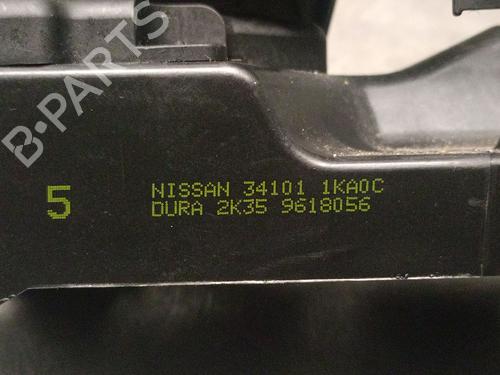 B-PARTS
5
NISSAN 34101 1KA0C
DURA 2K35 9618056